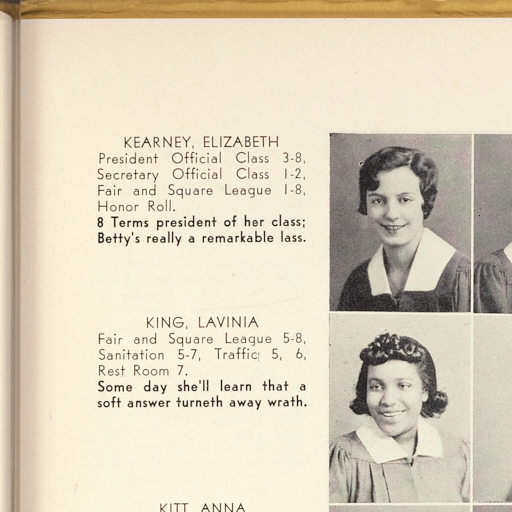 KEARNEY, ELIZABETH
President Official Class 3-8,
Secretary Official Class 1-2,
Fair and Square League 1-8,
Honor Roll.
8 Terms president of her class;
Betty's really a remarkable lass.
KING, LAVINIA
Fair and Square League 5-8,
Sanitation 5-7, Traffic 5, 6,
Rest Room 7.
Some day she'll learn that a
soft answer turneth away wrath.
KITT, ANNA